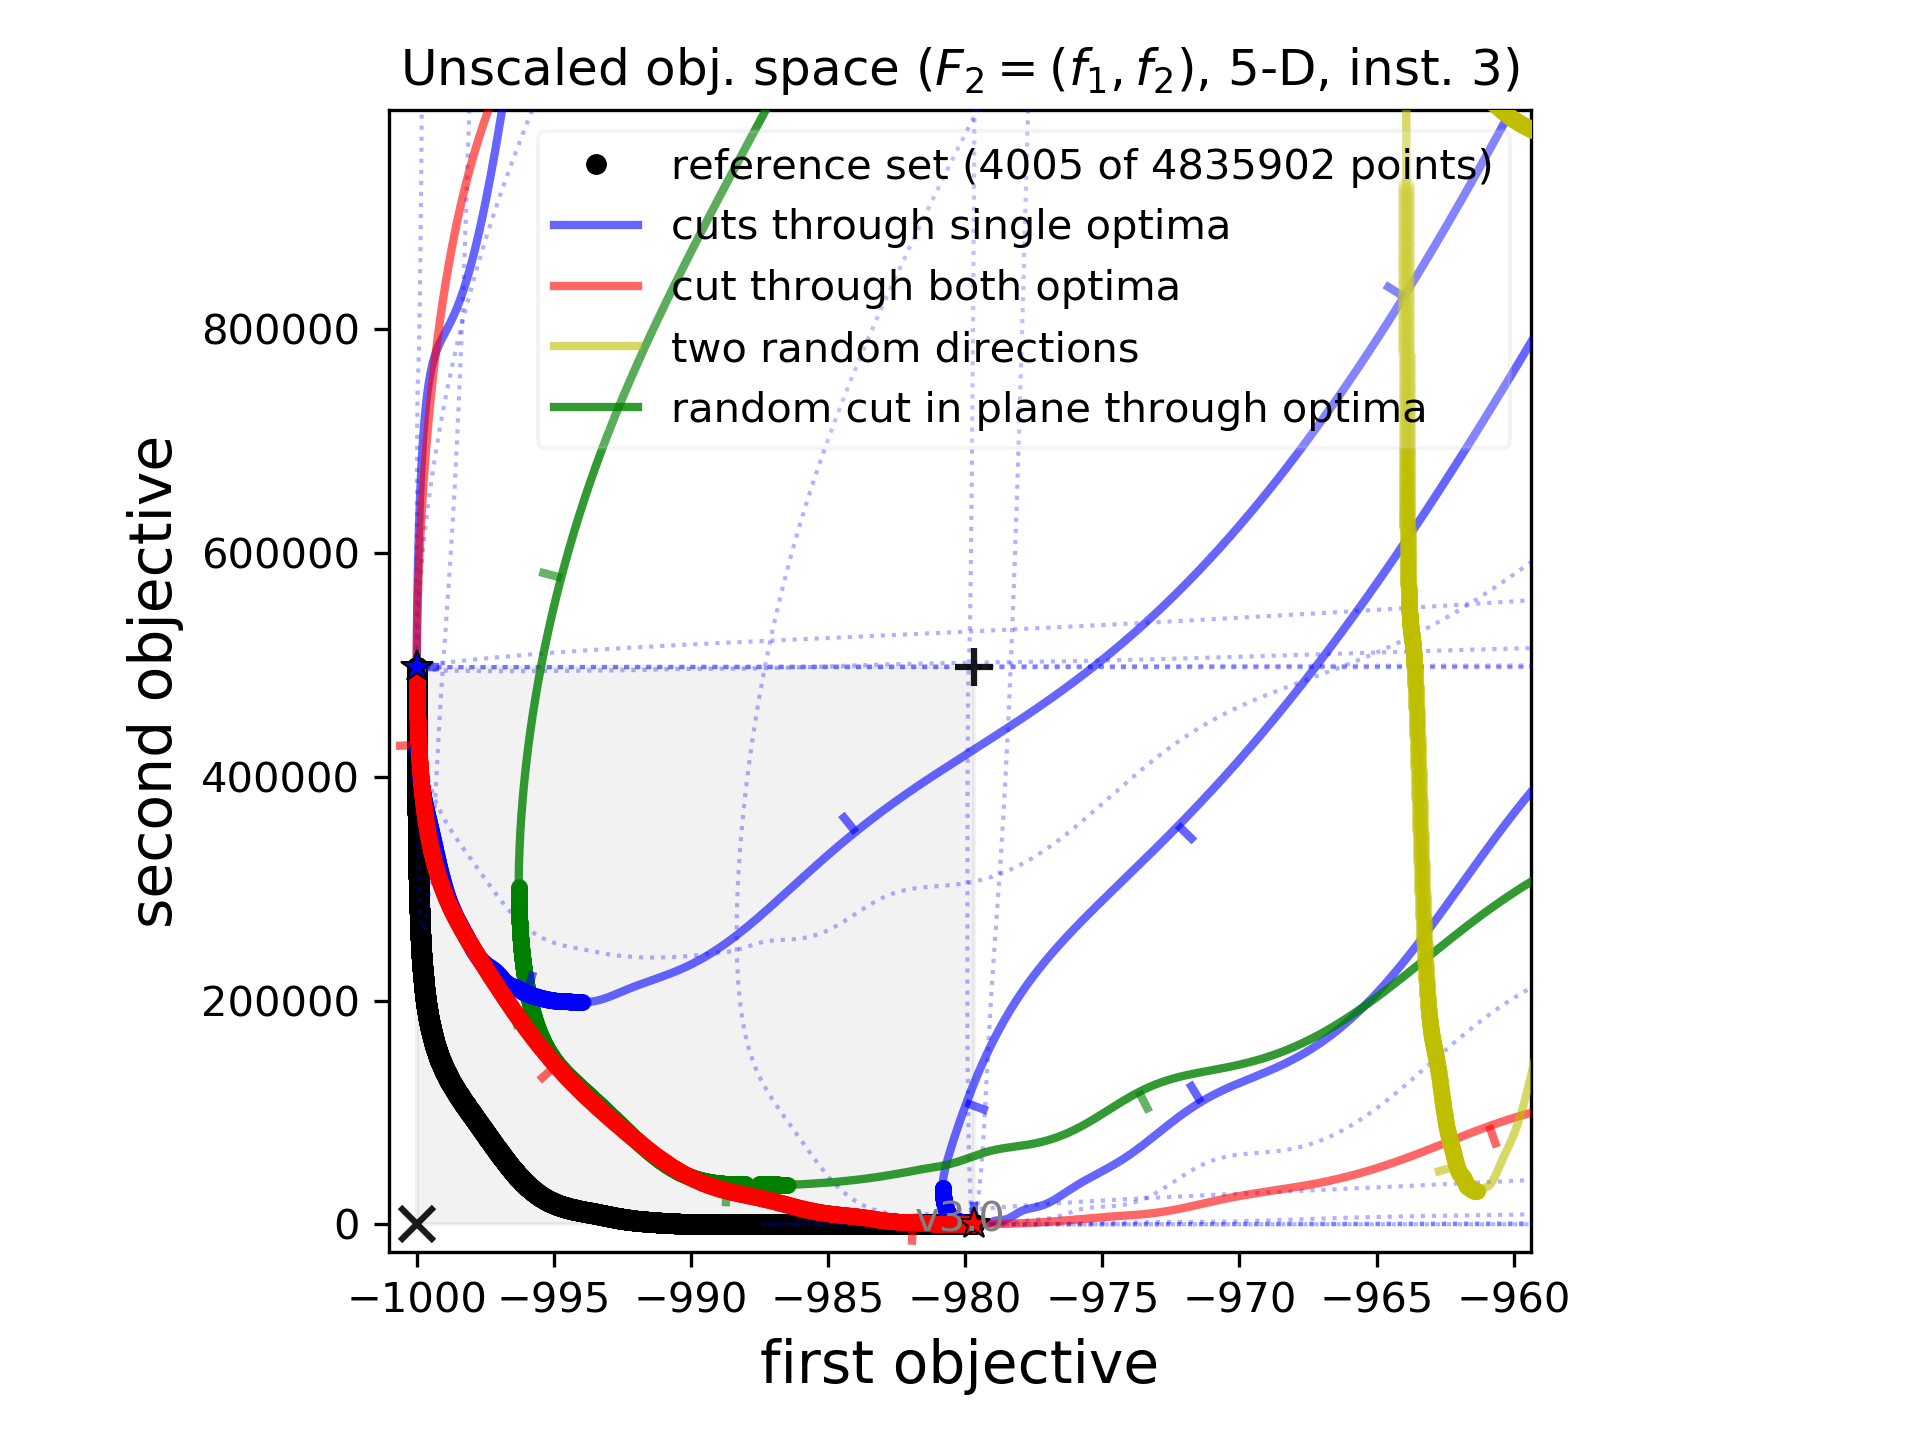 Unscaled obj. space (F₂ = (f₁, f₂), 5-D, inst. 3)
reference set (4005 of 4835902 points)
cuts through single optima
cut through both optima
two random directions
random cut in plane through optima
second objective
800000
600000
400000
200000
0
v3.0
−1000 −995 −990 −985 −980 −975 −970 −965 −960
first objective